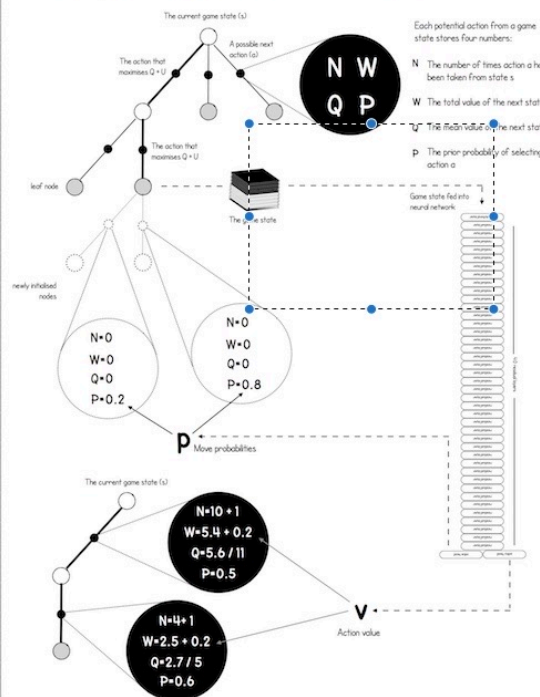 The current game state (s)
The action that
maximises Q + U
A possible next
action (a)
N W
Q P
Each potential action from a game
state stores four numbers:
N The number of times action a ha
been taken from state s
W The total value of the next stat
Q The mean value of the next stat
P The prior probability of selecting
action a
The action that
maximises Q + U
leaf node
The game state
Game state fed into
neural network
newly initialised
nodes
N=0
W=0
Q=0
P=0.2
N=0
W=0
Q=0
P=0.8
p Move probabilities
The current game state (s)
N=10 + 1
W=5.4 + 0.2
Q=5.6 / 11
P=0.5
N=4+1
W=2.5 + 0.2
Q=2.7 / 5
P=0.6
v
Action value